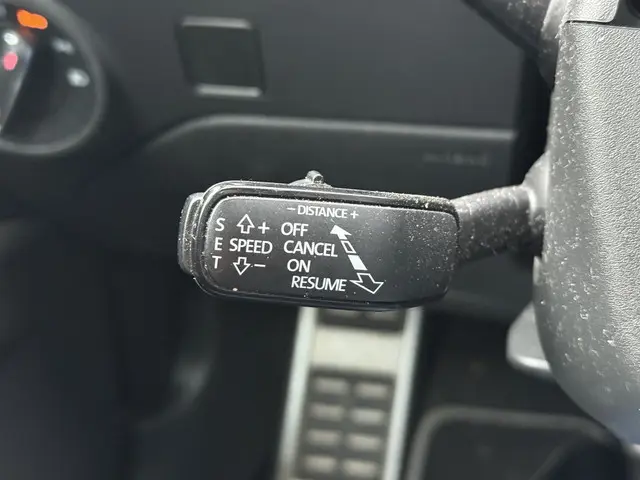 – DISTANCE +
S + OFF
E SPEED CANCEL
T – ON
RESUME